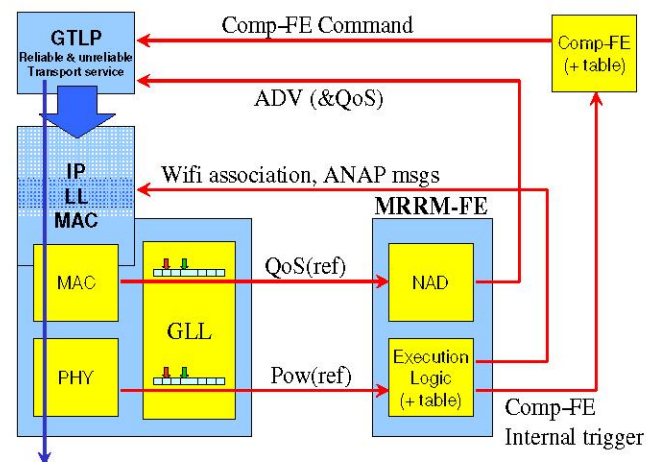 GTLP
Reliable & unreliable
Transport service
Comp-FE Command
Comp-FE
(+ table)
ADV (&QoS)
IP
LL
MAC
Wifi association, ANAP msgs
MRRM-FE
MAC
QoS(ref)
NAD
GLL
PHY
Pow(ref)
Execution
Logic
(+ table)
Comp-FE
Internal trigger